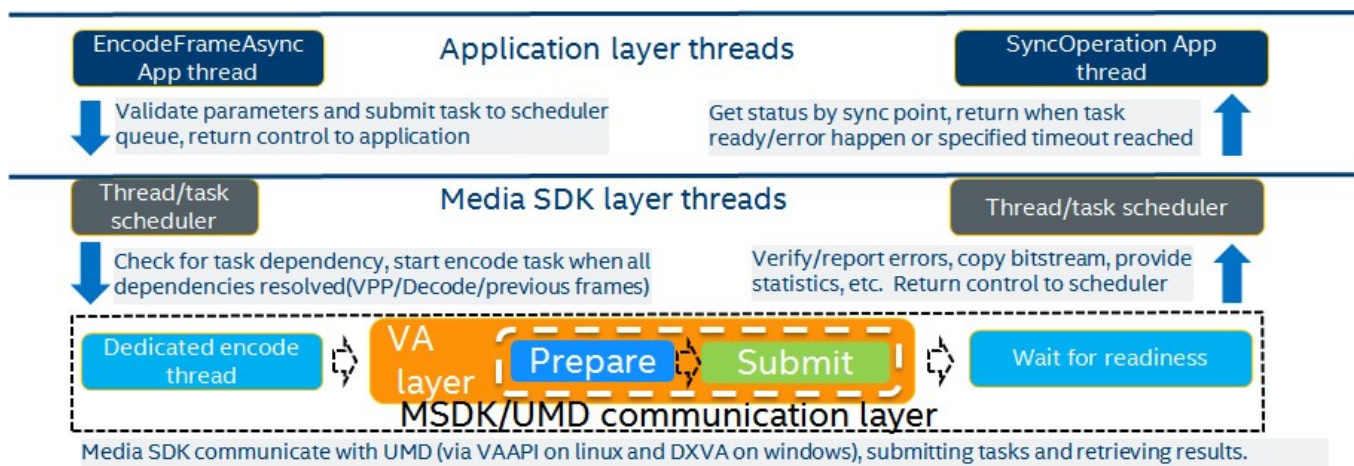 EncodeFrameAsync
App thread
Application layer threads
SyncOperation App
thread
Validate parameters and submit task to scheduler
queue, return control to application
Get status by sync point, return when task
ready/error happen or specified timeout reached
Thread/task
scheduler
Media SDK layer threads
Thread/task scheduler
Check for task dependency, start encode task when all
dependencies resolved(VPP/Decode/previous frames)
Verify/report errors, copy bitstream, provide
statistics, etc. Return control to scheduler
Dedicated encode
thread
VA
layer
Prepare
Submit
Wait for readiness
MSDK/UMD communication layer
Media SDK communicate with UMD (via VAAPI on linux and DXVA on windows), submitting tasks and retrieving results.